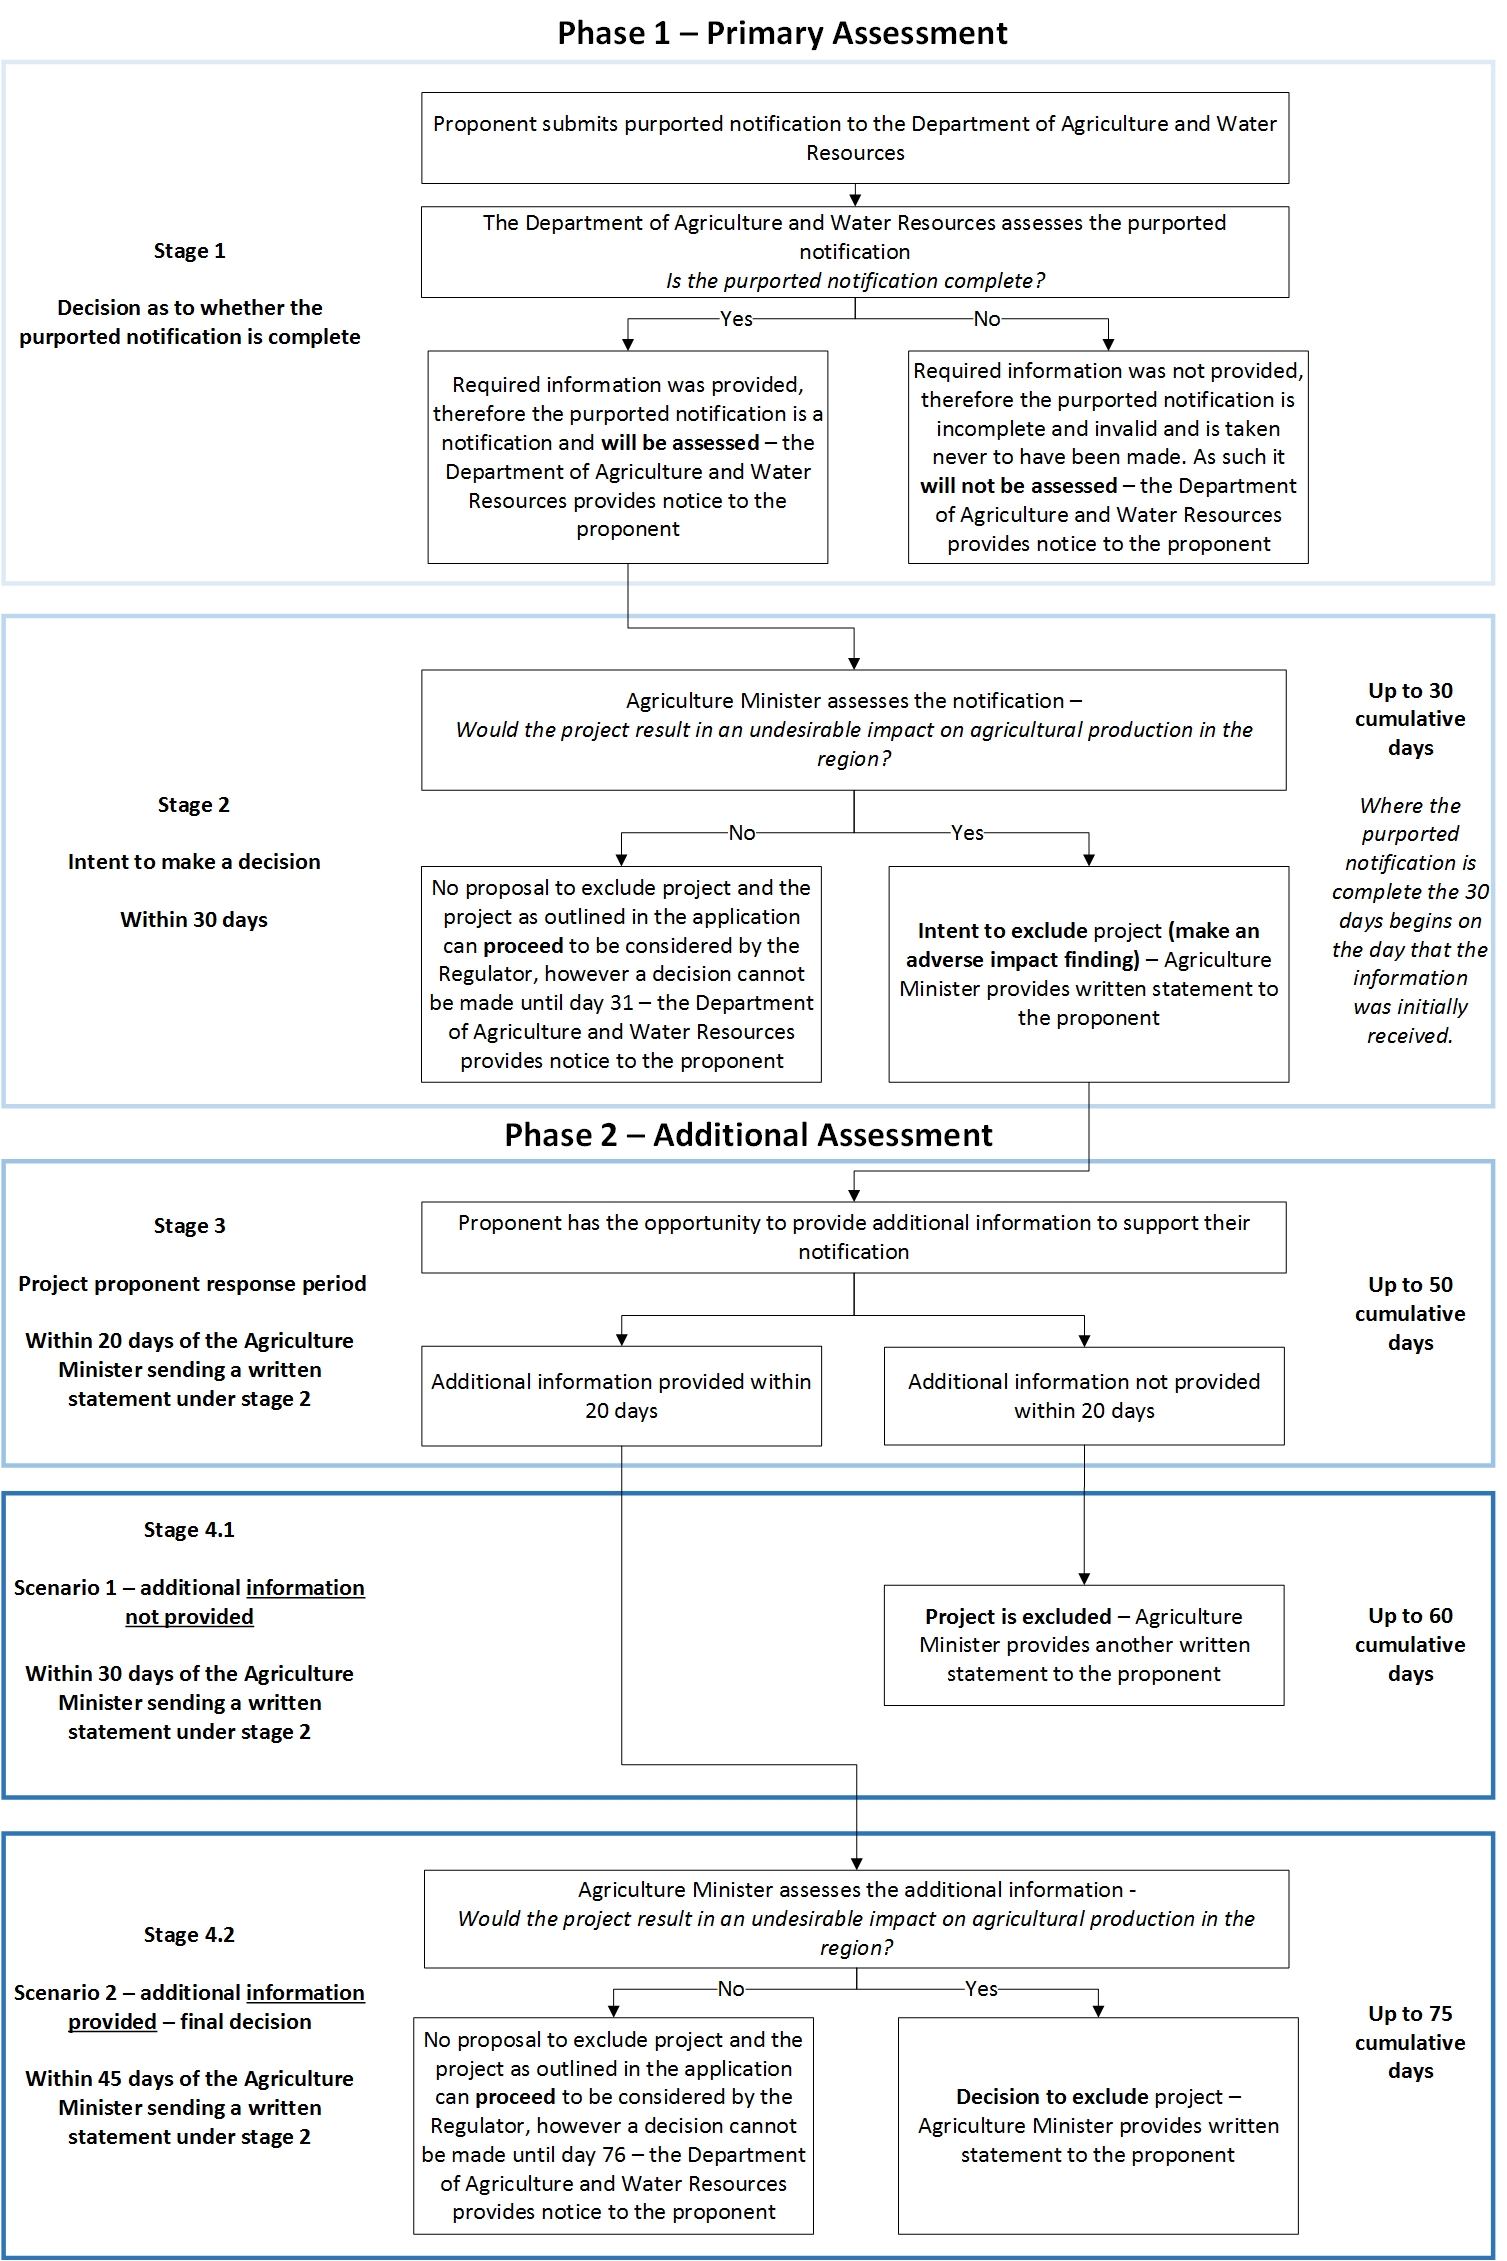 Phase 1 – Primary Assessment
Stage 1
Decision as to whether the
purported notification is complete
Proponent submits purported notification to the Department of Agriculture and Water
Resources
The Department of Agriculture and Water Resources assesses the purported
notification
Is the purported notification complete?
Yes
No
Required information was provided,
therefore the purported notification is a
notification and will be assessed – the
Department of Agriculture and Water
Resources provides notice to the
proponent
Required information was not provided,
therefore the purported notification is
incomplete and invalid and is taken
never to have been made. As such it
will not be assessed – the Department
of Agriculture and Water Resources
provides notice to the proponent
Stage 2
Intent to make a decision
Within 30 days
Agriculture Minister assesses the notification –
Would the project result in an undesirable impact on agricultural production in the
region?
No
Yes
No proposal to exclude project and the
project as outlined in the application
can proceed to be considered by the
Regulator, however a decision cannot
be made until day 31 – the Department
of Agriculture and Water Resources
provides notice to the proponent
Intent to exclude project (make an
adverse impact finding) – Agriculture
Minister provides written statement to
the proponent
Up to 30
cumulative
days
Where the
purported
notification is
complete the 30
days begins on
the day that the
information
was initially
received.
Phase 2 – Additional Assessment
Stage 3
Project proponent response period
Within 20 days of the Agriculture
Minister sending a written
statement under stage 2
Proponent has the opportunity to provide additional information to support their
notification
Additional information provided within
20 days
Additional information not provided
within 20 days
Up to 50
cumulative
days
Stage 4.1
Scenario 1 – additional information
not provided
Within 30 days of the Agriculture
Minister sending a written
statement under stage 2
Project is excluded – Agriculture
Minister provides another written
statement to the proponent
Up to 60
cumulative
days
Stage 4.2
Scenario 2 – additional information
provided – final decision
Within 45 days of the Agriculture
Minister sending a written
statement under stage 2
Agriculture Minister assesses the additional information -
Would the project result in an undesirable impact on agricultural production in the
region?
No
Yes
No proposal to exclude project and the
project as outlined in the application
can proceed to be considered by the
Regulator, however a decision cannot
be made until day 76 – the Department
of Agriculture and Water Resources
provides notice to the proponent
Decision to exclude project –
Agriculture Minister provides written
statement to the proponent
Up to 75
cumulative
days